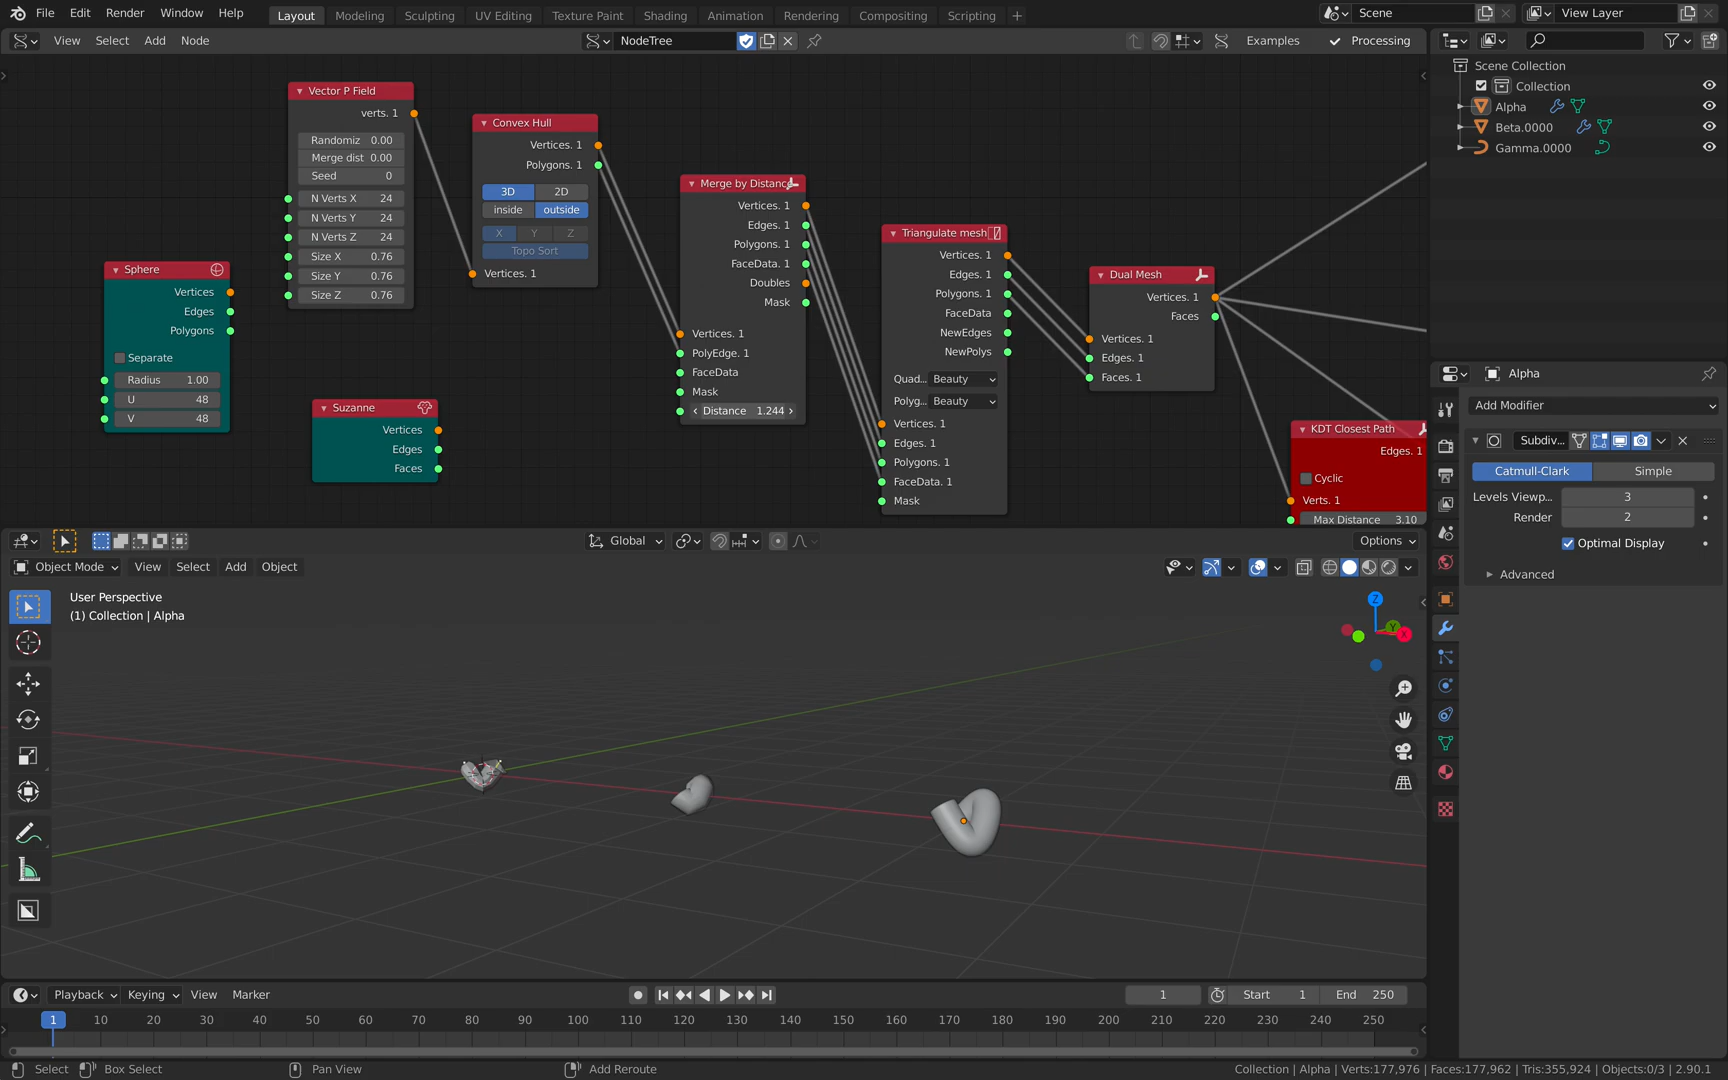 File Edit Render Window Help Layout Modeling Sculpting UV Editing Texture Paint Shading Animation Rendering Compositing Scripting + Scene View Layer
View Select Add Node NodeTree Examples Processing
Scene Collection
Collection
Alpha
Beta.0000
Gamma.0000
Vector P Field
verts. 1
Randomiz 0.00
Merge dist 0.00
Seed 0
N Verts X 24
N Verts Y 24
N Verts Z 24
Size X 0.76
Size Y 0.76
Size Z 0.76
Convex Hull
Vertices. 1
Polygons. 1
3D 2D
inside outside
X Y Z
Topo Sort
Vertices. 1
Sphere
Vertices
Edges
Polygons
Separate
Radius 1.00
U 48
V 48
Suzanne
Vertices
Edges
Faces
Merge by Distanc
Vertices. 1
Edges. 1
Polygons. 1
FaceData. 1
Doubles
Mask
Vertices. 1
PolyEdge. 1
FaceData
Mask
Distance 1.244
Triangulate mesh
Vertices. 1
Edges. 1
Polygons. 1
FaceData
NewEdges
NewPolys
Quad... Beauty
Polyg... Beauty
Vertices. 1
Edges. 1
Polygons. 1
FaceData. 1
Mask
Dual Mesh
Vertices. 1
Faces
Vertices. 1
Edges. 1
Faces. 1
KDT Closest Path
Edges. 1
Cyclic
Verts. 1
Max Distance 3.10
Alpha
Add Modifier
Subdiv...
Catmull-Clark Simple
Levels Viewp... 3
Render 2
Optimal Display
Advanced
Global Options
Object Mode View Select Add Object
User Perspective
(1) Collection | Alpha
Z
Y
X
Playback Keying View Marker 1 Start 1 End 250
1 10 20 30 40 50 60 70 80 90 100 110 120 130 140 150 160 170 180 190 200 210 220 230 240 250
Select Box Select Pan View Add Reroute Collection | Alpha | Verts:177,976 | Faces:177,962 | Tris:355,924 | Objects:0/3 | 2.90.1